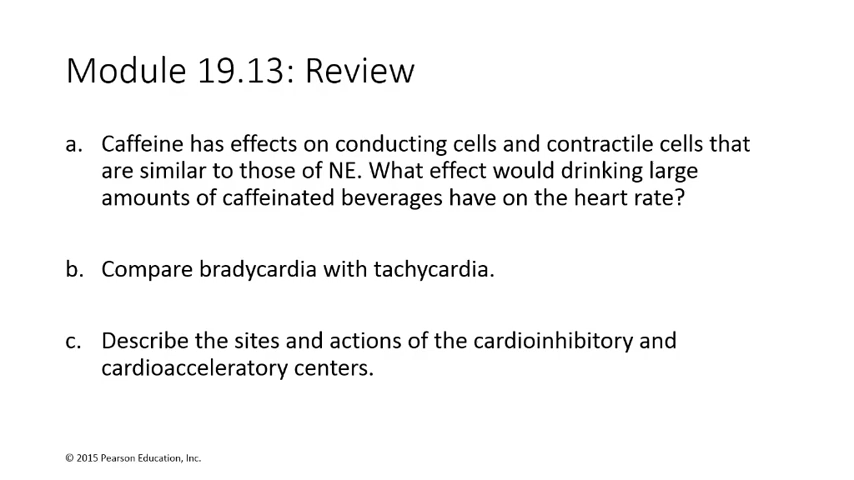 Module 19.13: Review
a. Caffeine has effects on conducting cells and contractile cells that
are similar to those of NE. What effect would drinking large
amounts of caffeinated beverages have on the heart rate?
b. Compare bradycardia with tachycardia.
c. Describe the sites and actions of the cardioinhibitory and
cardioacceleratory centers.
© 2015 Pearson Education, Inc.